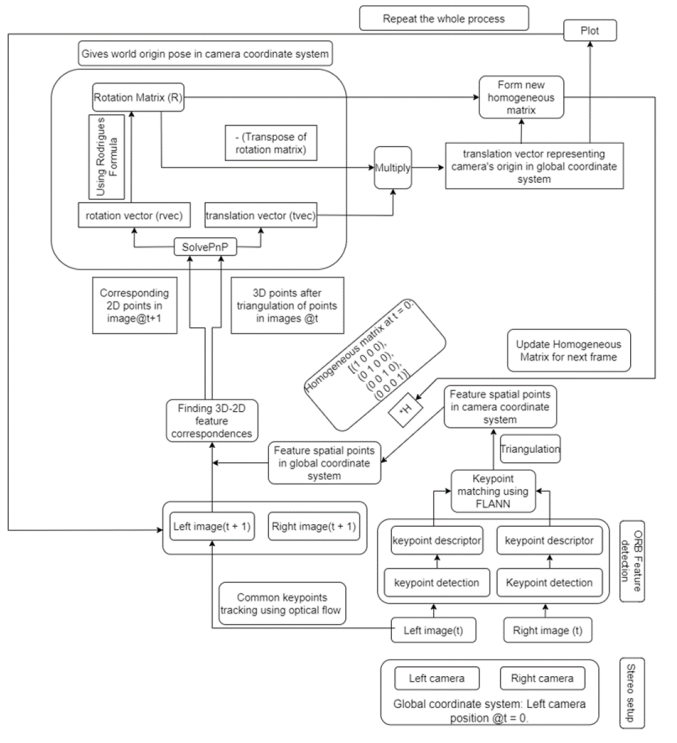 Repeat the whole process
Plot
Gives world origin pose in camera coordinate system
Rotation Matrix (R)
Form new
homogeneous
matrix
Using Rodrigues
Formula
- (Transpose of
rotation matrix)
Multiply
translation vector representing
camera's origin in global coordinate
system
rotation vector (rvec)
translation vector (tvec)
SolvePnP
Corresponding
2D points in
image@t+1
3D points after
triangulation of points
in images @t
Homogeneous matrix at t = 0.
[(1 0 0 0),
(0 1 0 0),
(0 0 1 0),
(0 0 0 1)]
Update Homogeneous
Matrix for next frame
*H
Feature spatial points
in camera coordinate
system
Finding 3D-2D
feature
correspondences
Feature spatial points
in global coordinate
system
Triangulation
Keypoint
matching using
FLANN
Left image(t + 1)
Right image(t + 1)
keypoint descriptor
keypoint descriptor
ORB Feature
detection
keypoint detection
Keypoint detection
Common keypoints
tracking using optical flow
Left image(t)
Right image (t)
Left camera
Right camera
Stereo setup
Global coordinate system: Left camera
position @t = 0.